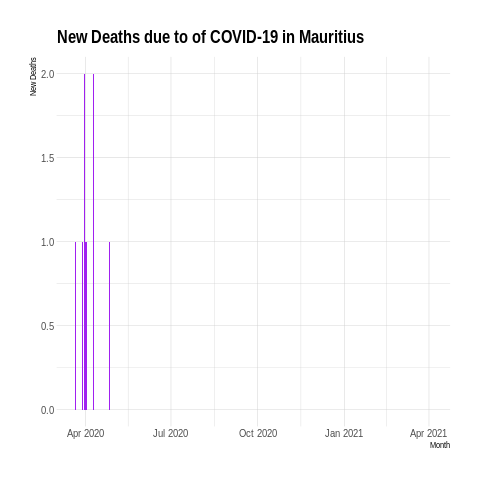 New Deaths due to of COVID-19 in Mauritius
New Deaths
2.0
1.5
1.0
0.5
0.0
Apr 2020 Jul 2020 Oct 2020 Jan 2021 Apr 2021
Month